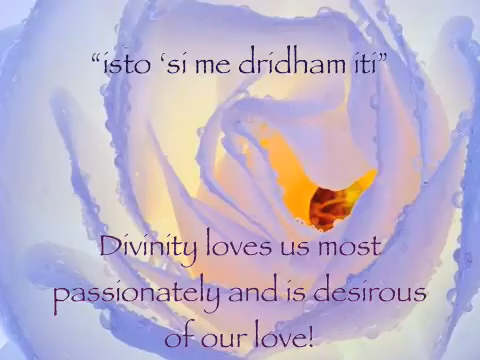 “isto ‘si me dridham iti”
Divinity loves us most
passionately and is desirous
of our love!